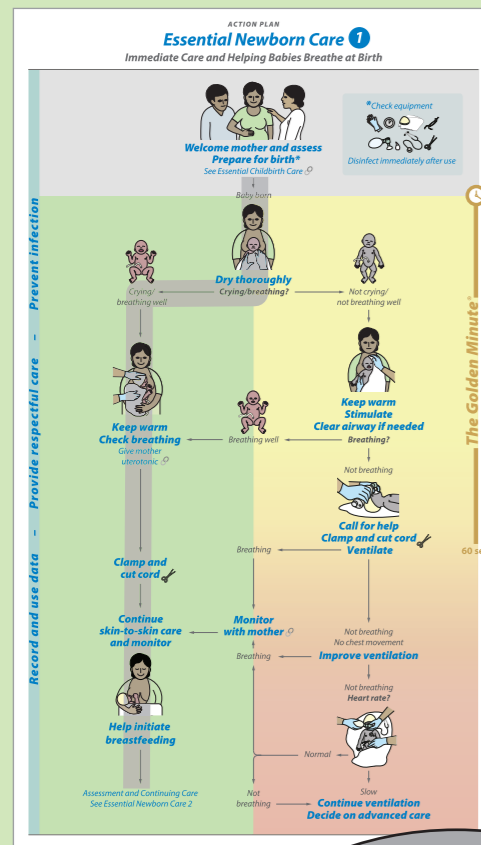 ACTION PLAN
Essential Newborn Care 1
Immediate Care and Helping Babies Breathe at Birth
*Check equipment
Disinfect immediately after use
Welcome mother and assess
Prepare for birth*
See Essential Childbirth Care
Baby born
Dry thoroughly
Crying/breathing?
Crying/
breathing well
Not crying/
not breathing well
Keep warm
Stimulate
Clear airway if needed
Breathing?
Keep warm
Check breathing
Give mother
uterotonic
Breathing well
Not breathing
Call for help
Clamp and cut cord
Ventilate
Breathing
Clamp and
cut cord
Continue
skin-to-skin care
and monitor
Monitor
with mother
Not breathing
No chest movement
Improve ventilation
Breathing
Not breathing
Heart rate?
Help initiate
breastfeeding
Normal
Assessment and Continuing Care
See Essential Newborn Care 2
Not
breathing
Slow
Continue ventilation
Decide on advanced care
Record and use data – Provide respectful care – Prevent infection
The Golden Minute®
60 se